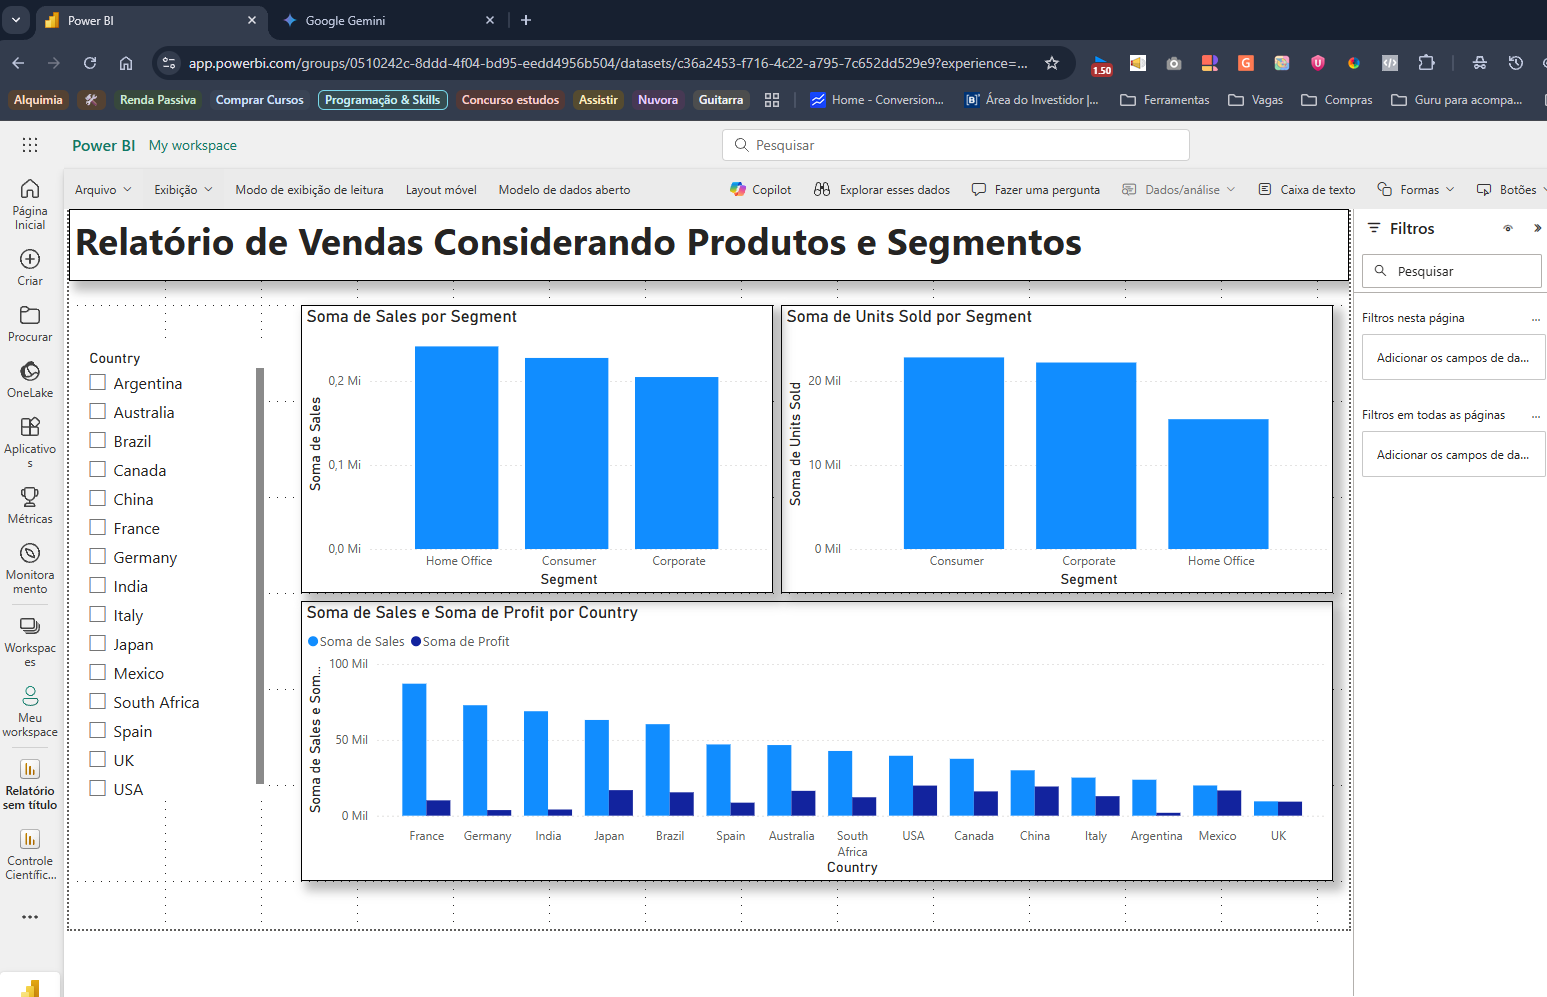 Power BI
Google Gemini
app.powerbi.com/groups/0510242c-8ddd-4f04-bd95-eedd4956b504/datasets/c36a2453-f716-4c22-a795-7c652dd529e9?experience=...
1.50
Alquimia
Renda Passiva
Comprar Cursos
Programação & Skills
Concurso estudos
Assistir
Nuvora
Guitarra
Home - Conversion...
Área do Investidor |...
Ferramentas
Vagas
Compras
Guru para acompa...
Power BI
My workspace
Pesquisar
Arquivo
Exibição
Modo de exibição de leitura
Layout móvel
Modelo de dados aberto
Copilot
Explorar esses dados
Fazer uma pergunta
Dados/análise
Caixa de texto
Formas
Botões
Página
Inicial
Criar
Procurar
OneLake
Aplicativo
s
Métricas
Monitora
mento
Workspac
es
Meu
workspace
Relatório
sem título
Controle
Científic...
Relatório de Vendas Considerando Produtos e Segmentos
Country
Argentina
Australia
Brazil
Canada
China
France
Germany
India
Italy
Japan
Mexico
South Africa
Spain
UK
USA
Soma de Sales por Segment
Soma de Sales
0,2 Mi
0,1 Mi
0,0 Mi
Home Office
Consumer
Corporate
Segment
Soma de Units Sold por Segment
Soma de Units Sold
20 Mil
10 Mil
0 Mil
Consumer
Corporate
Home Office
Segment
Soma de Sales e Soma de Profit por Country
Soma de Sales
Soma de Profit
Soma de Sales e Som...
100 Mil
50 Mil
0 Mil
France
Germany
India
Japan
Brazil
Spain
Australia
South
Africa
USA
Canada
China
Italy
Argentina
Mexico
UK
Country
Filtros
Pesquisar
Filtros nesta página
...
Adicionar os campos de da...
Filtros em todas as páginas
...
Adicionar os campos de da...